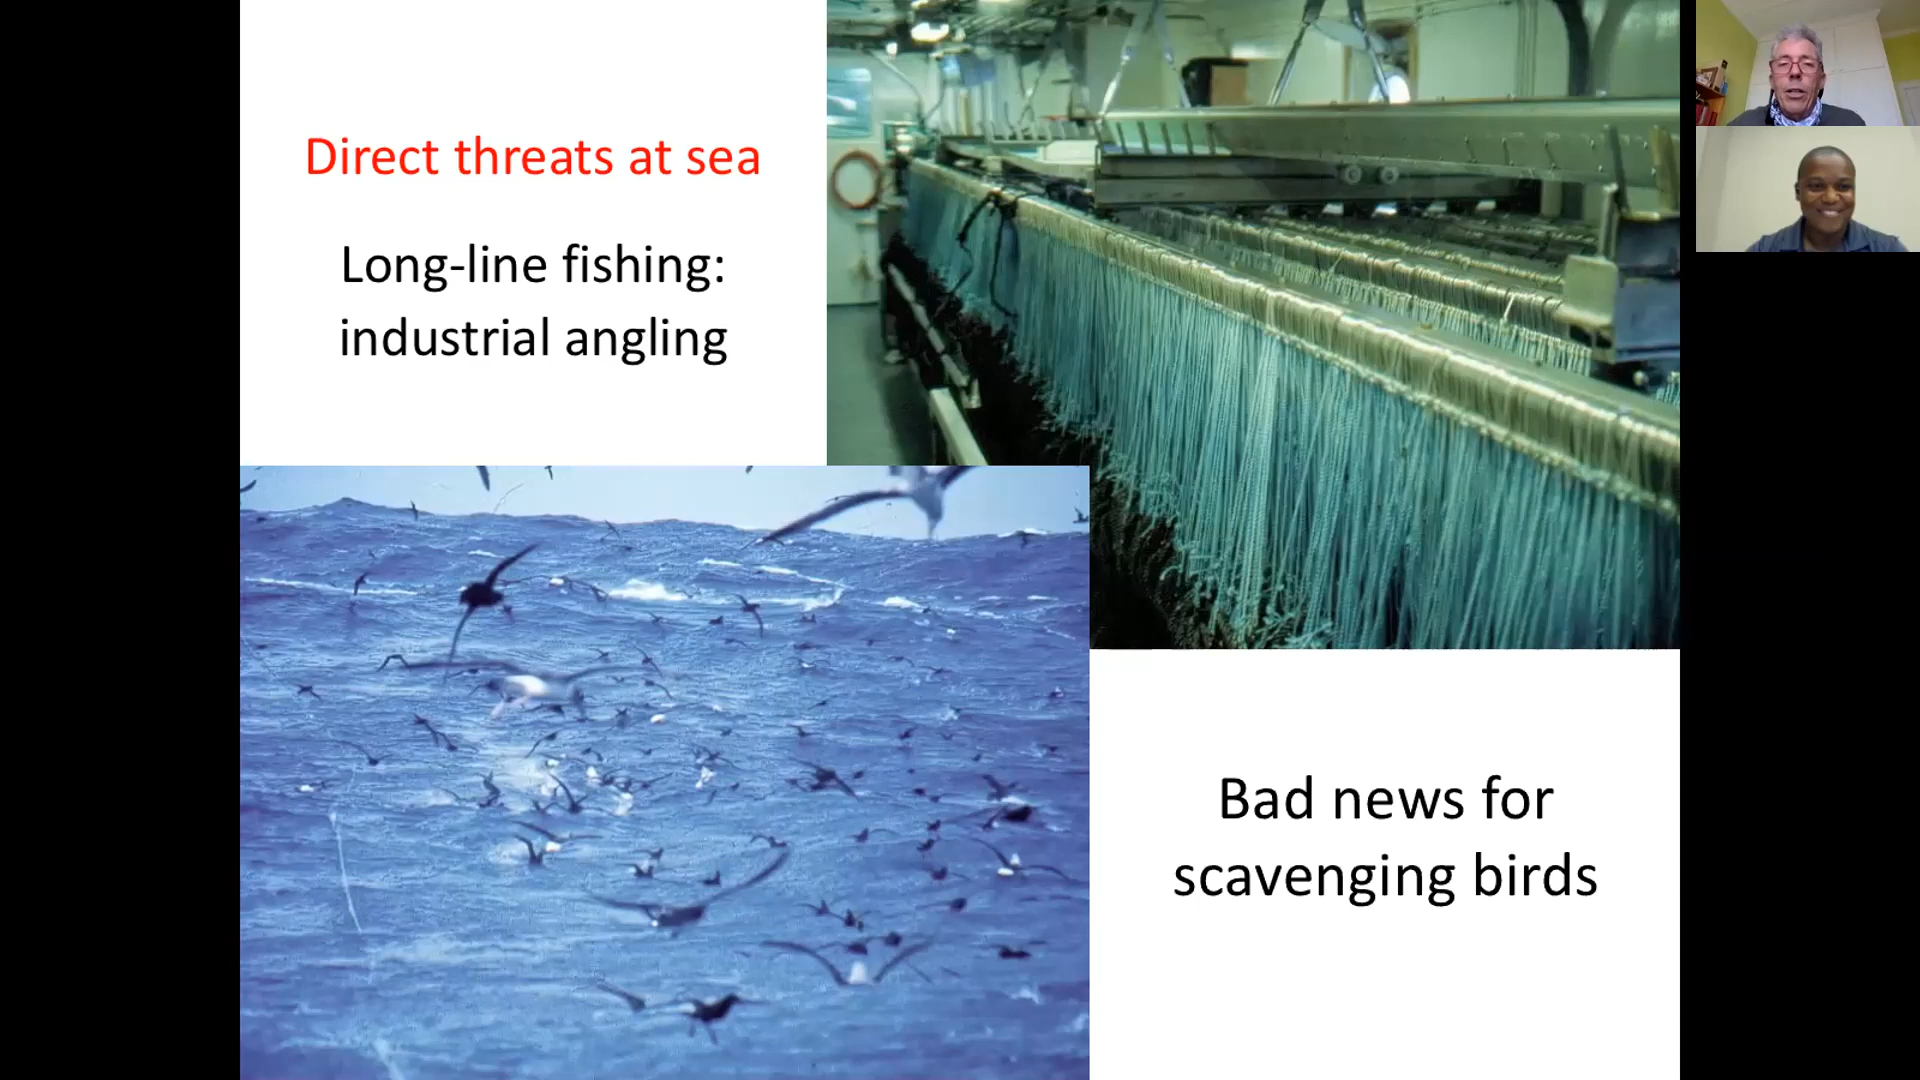 Direct threats at sea
Long-line fishing:
industrial angling
Bad news for
scavenging birds